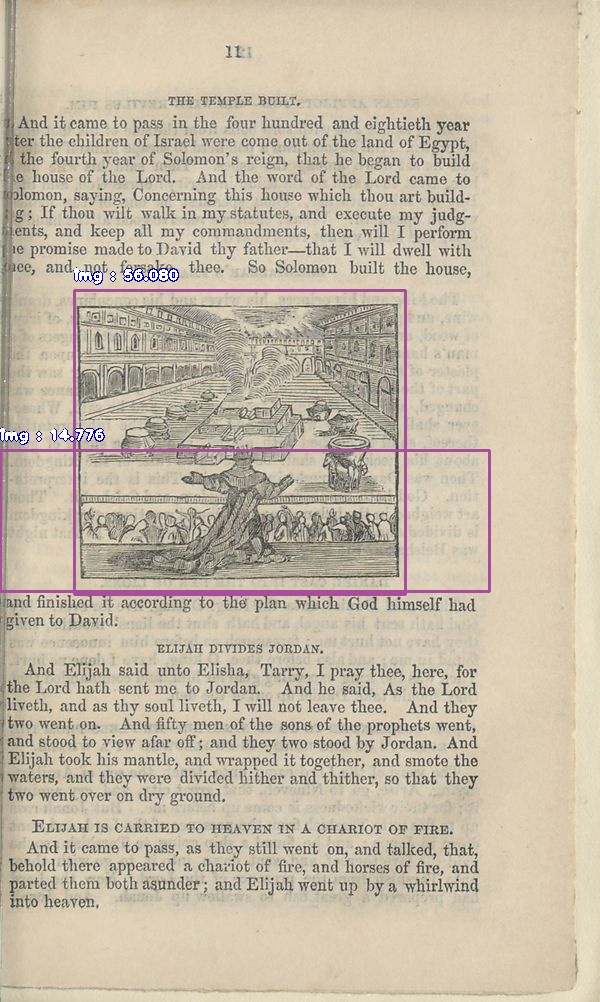 11
THE TEMPLE BUILT.
And it came to pass in the four hundred and eightieth year
ter the children of Israel were come out of the land of Egypt,
the fourth year of Solomon's reign, that he began to build
e house of the Lord. And the word of the Lord came to
olomon, saying, Concerning this house which thou art build-
g; If thou wilt walk in my statutes, and execute my judg-
ents, and keep all my commandments, then will I perform
e promise made to David thy father—that I will dwell with
ee, and not forsake thee. So Solomon built the house,
img : 56.080
img : 14.776
and finished it according to the plan which God himself had
given to David.
ELIJAH DIVIDES JORDAN.
And Elijah said unto Elisha, Tarry, I pray thee, here, for
the Lord hath sent me to Jordan. And he said, As the Lord
liveth, and as thy soul liveth, I will not leave thee. And they
two went on. And fifty men of the sons of the prophets went,
and stood to view afar off; and they two stood by Jordan. And
Elijah took his mantle, and wrapped it together, and smote the
waters, and they were divided hither and thither, so that they
two went over on dry ground.
ELIJAH IS CARRIED TO HEAVEN IN A CHARIOT OF FIRE.
And it came to pass, as they still went on, and talked, that,
behold there appeared a chariot of fire, and horses of fire, and
parted them both asunder; and Elijah went up by a whirlwind
into heaven.